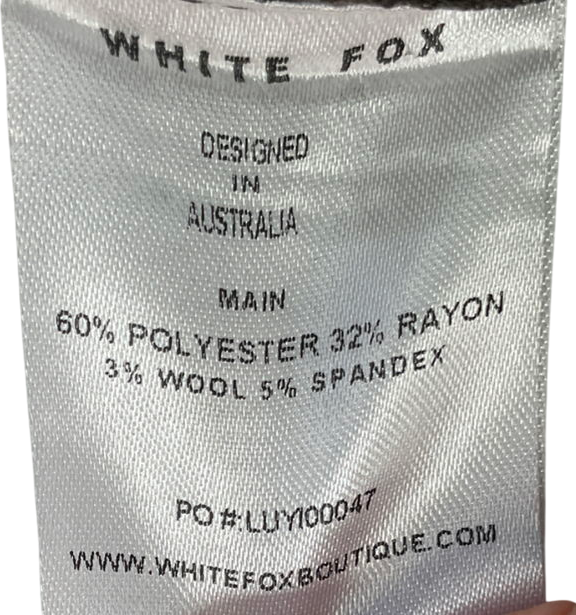 WHITE FOX
DESIGNED
IN
AUSTRALIA
MAIN
60% POLYESTER 32% RAYON
3% WOOL 5% SPANDEX
PO#:LUYI00047
WWW.WHITEFOXBOUTIQUE.COM